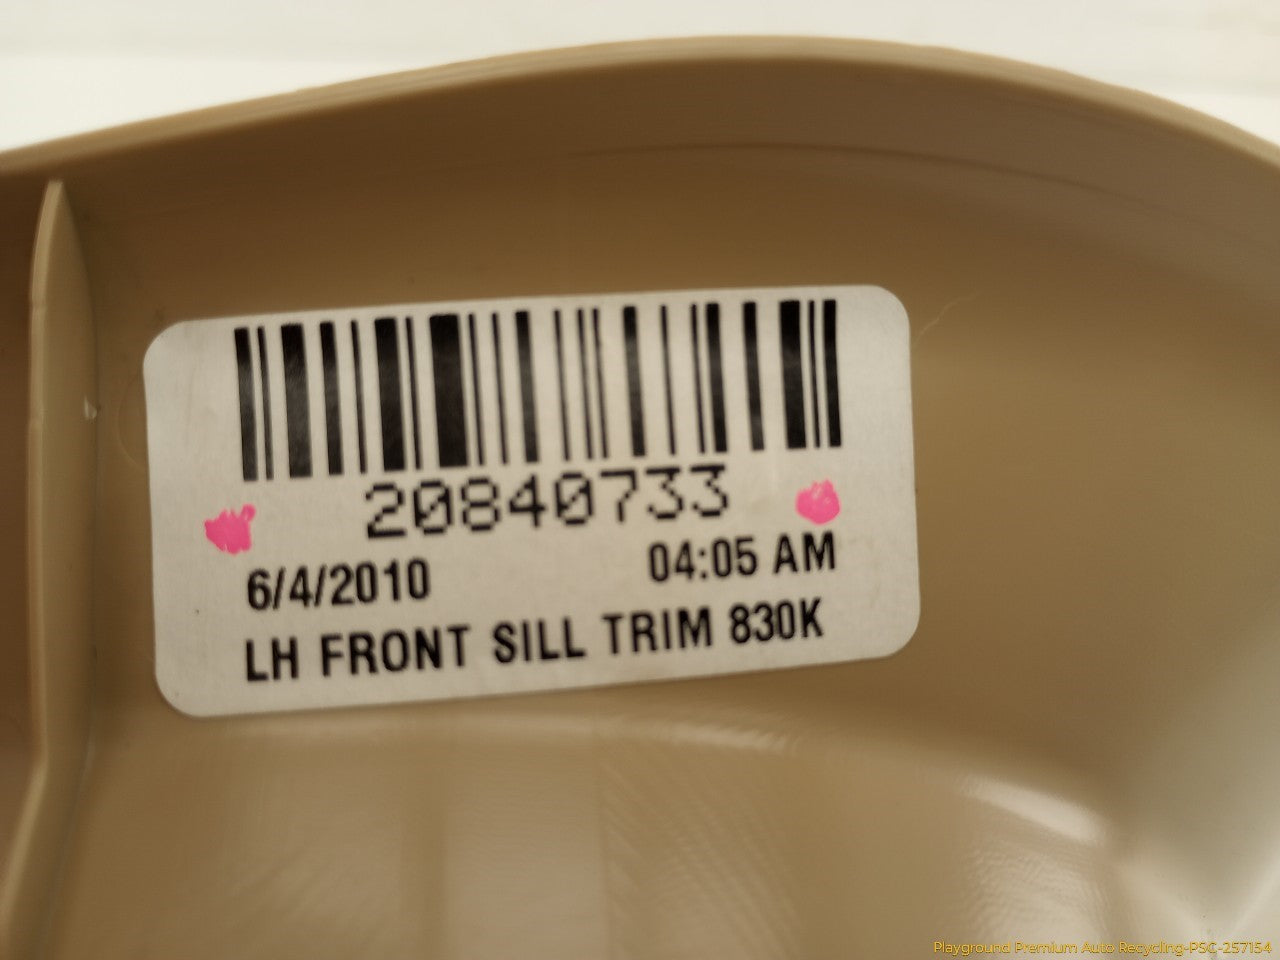 20840733
6/4/2010 04:05 AM
LH FRONT SILL TRIM 830K
Playground Premium Auto Recycling-PSC-257154